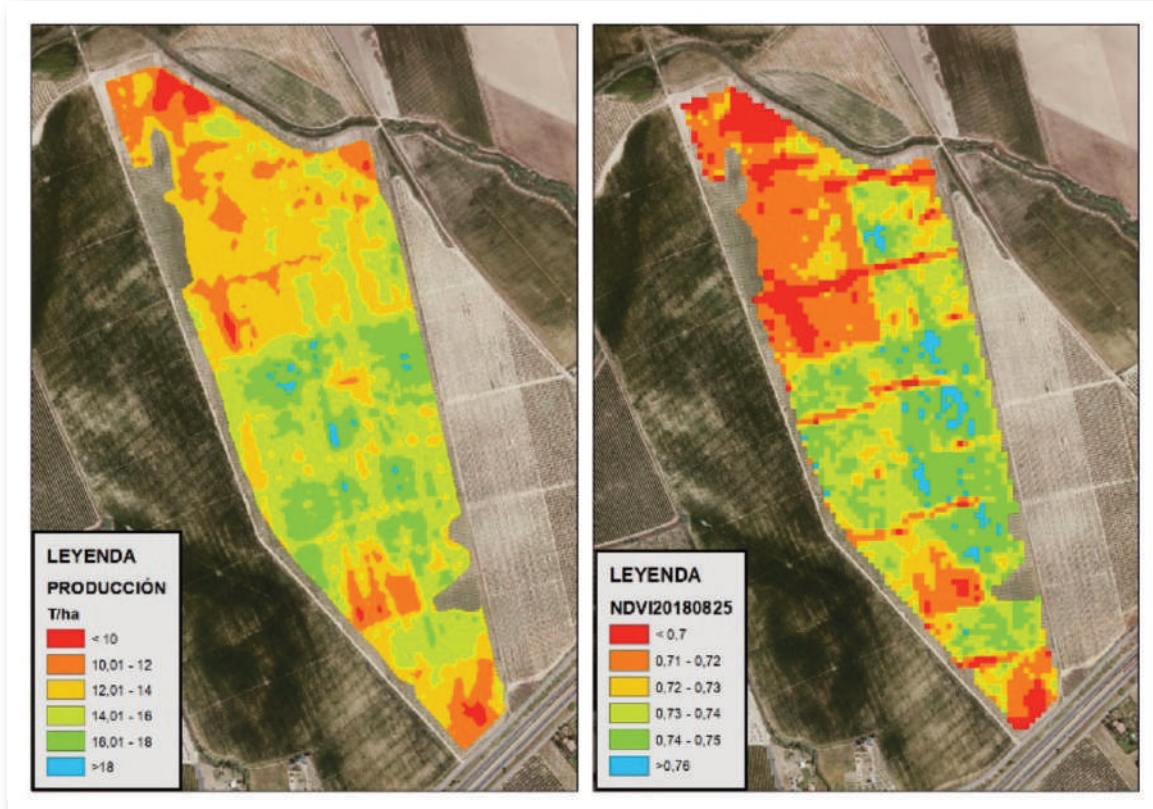 LEYENDA
PRODUCCIÓN
T/ha
< 10
10,01 - 12
12,01 - 14
14,01 - 16
16,01 - 18
>18
LEYENDA
NDVI20180825
< 0,7
0,71 - 0,72
0,72 - 0,73
0,73 - 0,74
0,74 - 0,75
>0,76